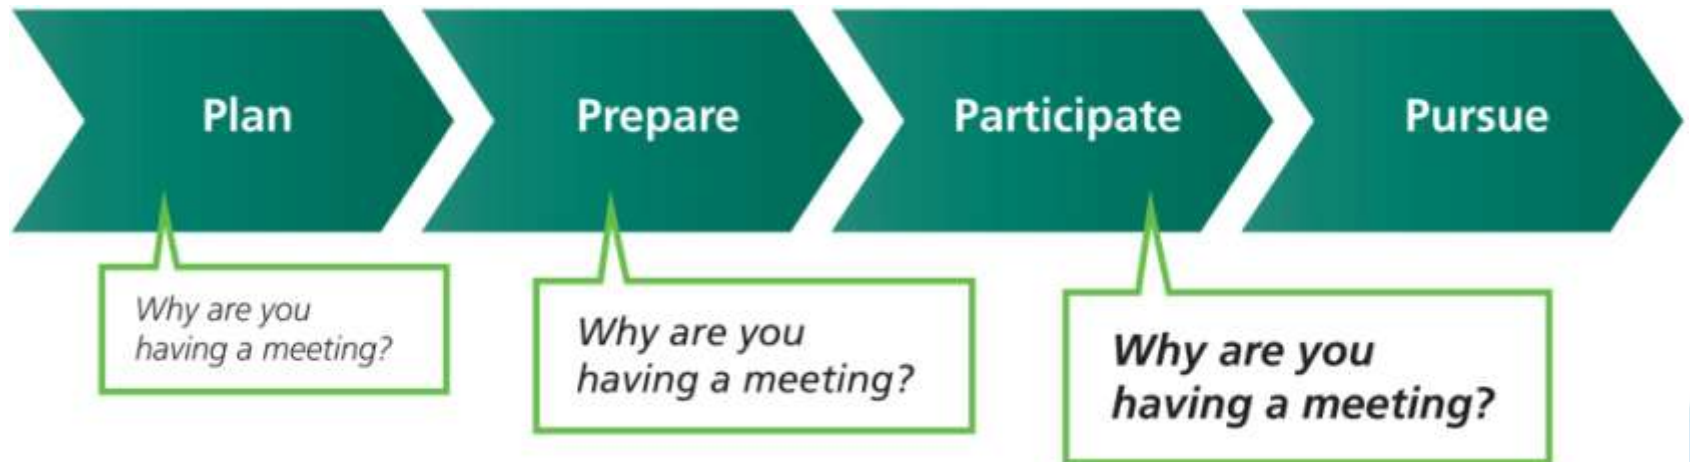 Plan
Prepare
Participate
Pursue
Why are you
having a meeting?
Why are you
having a meeting?
Why are you
having a meeting?